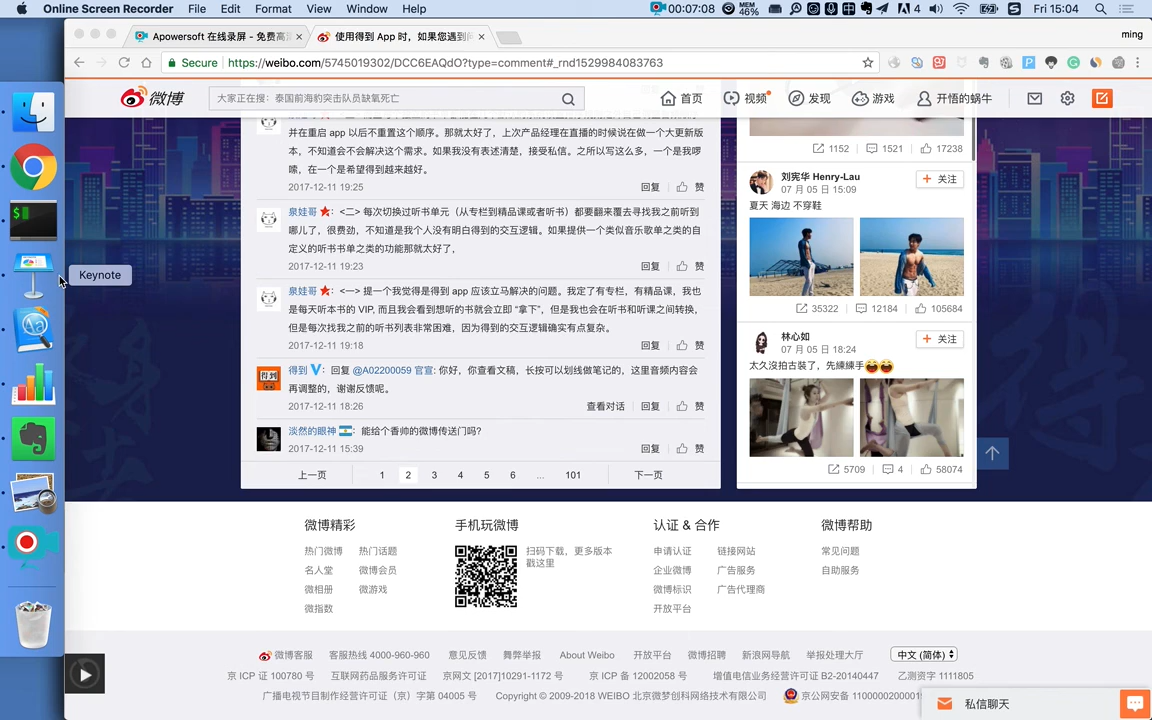 Online Screen Recorder File Edit Format View Window Help 00:07:08 MEM 46% 4 Fri 15:04
Apowersoft 在线录屏 - 免费高清
使用得到 App 时，如果您遇到问
ming
Secure https://weibo.com/5745019302/DCC6EAQdO?type=comment#_rnd1529984083763
微博
大家正在搜：泰国前海豹突击队员缺氧死亡
首页 视频 发现 游戏 开悟的蜗牛
并在重启 app 以后不重置这个顺序。那就太好了，上次产品经理在直播的时候说在做一个大更新版
本，不知道会不会解决这个需求。如果我没有表述清楚，接受私信。之所以写这么多，一个是我啰
嗦，在一个是希望得到越来越好。
2017-12-11 19:25 回复 赞
泉娃哥：<二> 每次切换过听书单元（从专栏到精品课或者听书）都要翻来覆去寻找我之前听到
哪儿了，很费劲，不知道是我个人没有明白得到的交互逻辑。如果提供一个类似音乐歌单之类的自
定义的听书书单之类的功能那就太好了，
2017-12-11 19:23 回复 赞
泉娃哥：<一> 提一个我觉得是得到 app 应该立马解决的问题。我定了有专栏，有精品课，我也
是每天听本书的 VIP, 而且我会看到想听的书就会立即 “拿下”，但是我也会在听书和听课之间转换，
但是每次找我之前的听书列表非常困难，因为得到的交互逻辑确实有点复杂。
2017-12-11 19:18 回复 赞
得到
得到：回复 @A02200059 官宣: 你好，你查看文稿，长按可以划线做笔记的，这里音频内容会
再调整的，谢谢反馈呢。
2017-12-11 18:26 查看对话 回复 赞
淡然的眼神：能给个香帅的微博传送门吗?
2017-12-11 15:39 回复 赞
上一页 1 2 3 4 5 6 ... 101 下一页
1152 1521 17238
刘宪华 Henry-Lau
07 月 05 日 15:09
+ 关注
夏天 海边 不穿鞋
35322 12184 105684
林心如
07 月 05 日 18:24
+ 关注
太久沒拍古裝了，先練練手
5709 4 58074
Keynote
微博精彩 手机玩微博 认证 & 合作 微博帮助
热门微博 热门话题
名人堂 微博会员
微相册 微游戏
微指数
扫码下载，更多版本
戳这里
申请认证 链接网站
企业微博 广告服务
微博标识 广告代理商
开放平台
常见问题
自助服务
微博客服 客服热线 4000-960-960 意见反馈 舞弊举报 About Weibo 开放平台 微博招聘 新浪网导航 举报处理大厅 中文 (简体)
京 ICP 证 100780 号 互联网药品服务许可证 京网文 [2017]10291-1172 号 京 ICP 备 12002058 号 增值电信业务经营许可证 B2-20140447 乙测资字 1111805
广播电视节目制作经营许可证（京）字第 04005 号 Copyright © 2009-2018 WEIBO 北京微梦创科网络技术有限公司 京公网安备 1100000200001
私信聊天